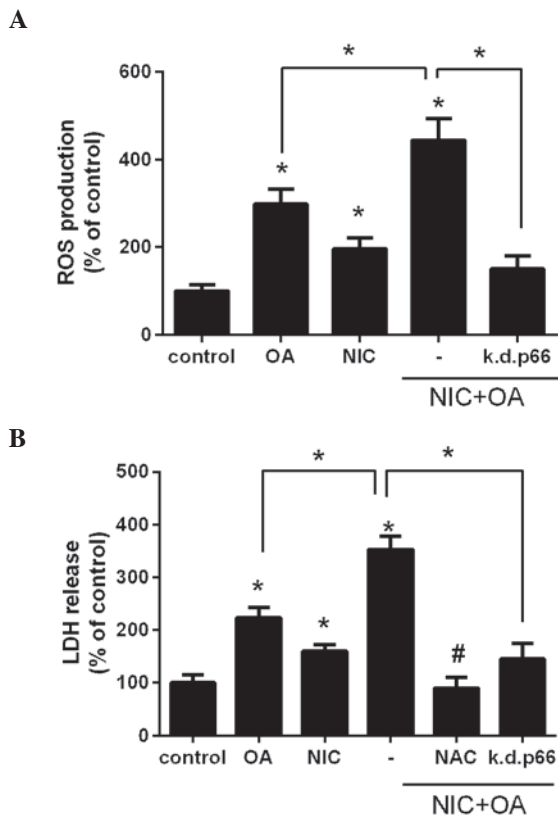 A
* *
600
400
200
0
ROS production
(% of control)
* * *
control OA NIC - k.d.p66
NIC+OA
B
* *
500
400
300
200
100
0
LDH release
(% of control)
* * * #
control OA NIC - NAC k.d.p66
NIC+OA